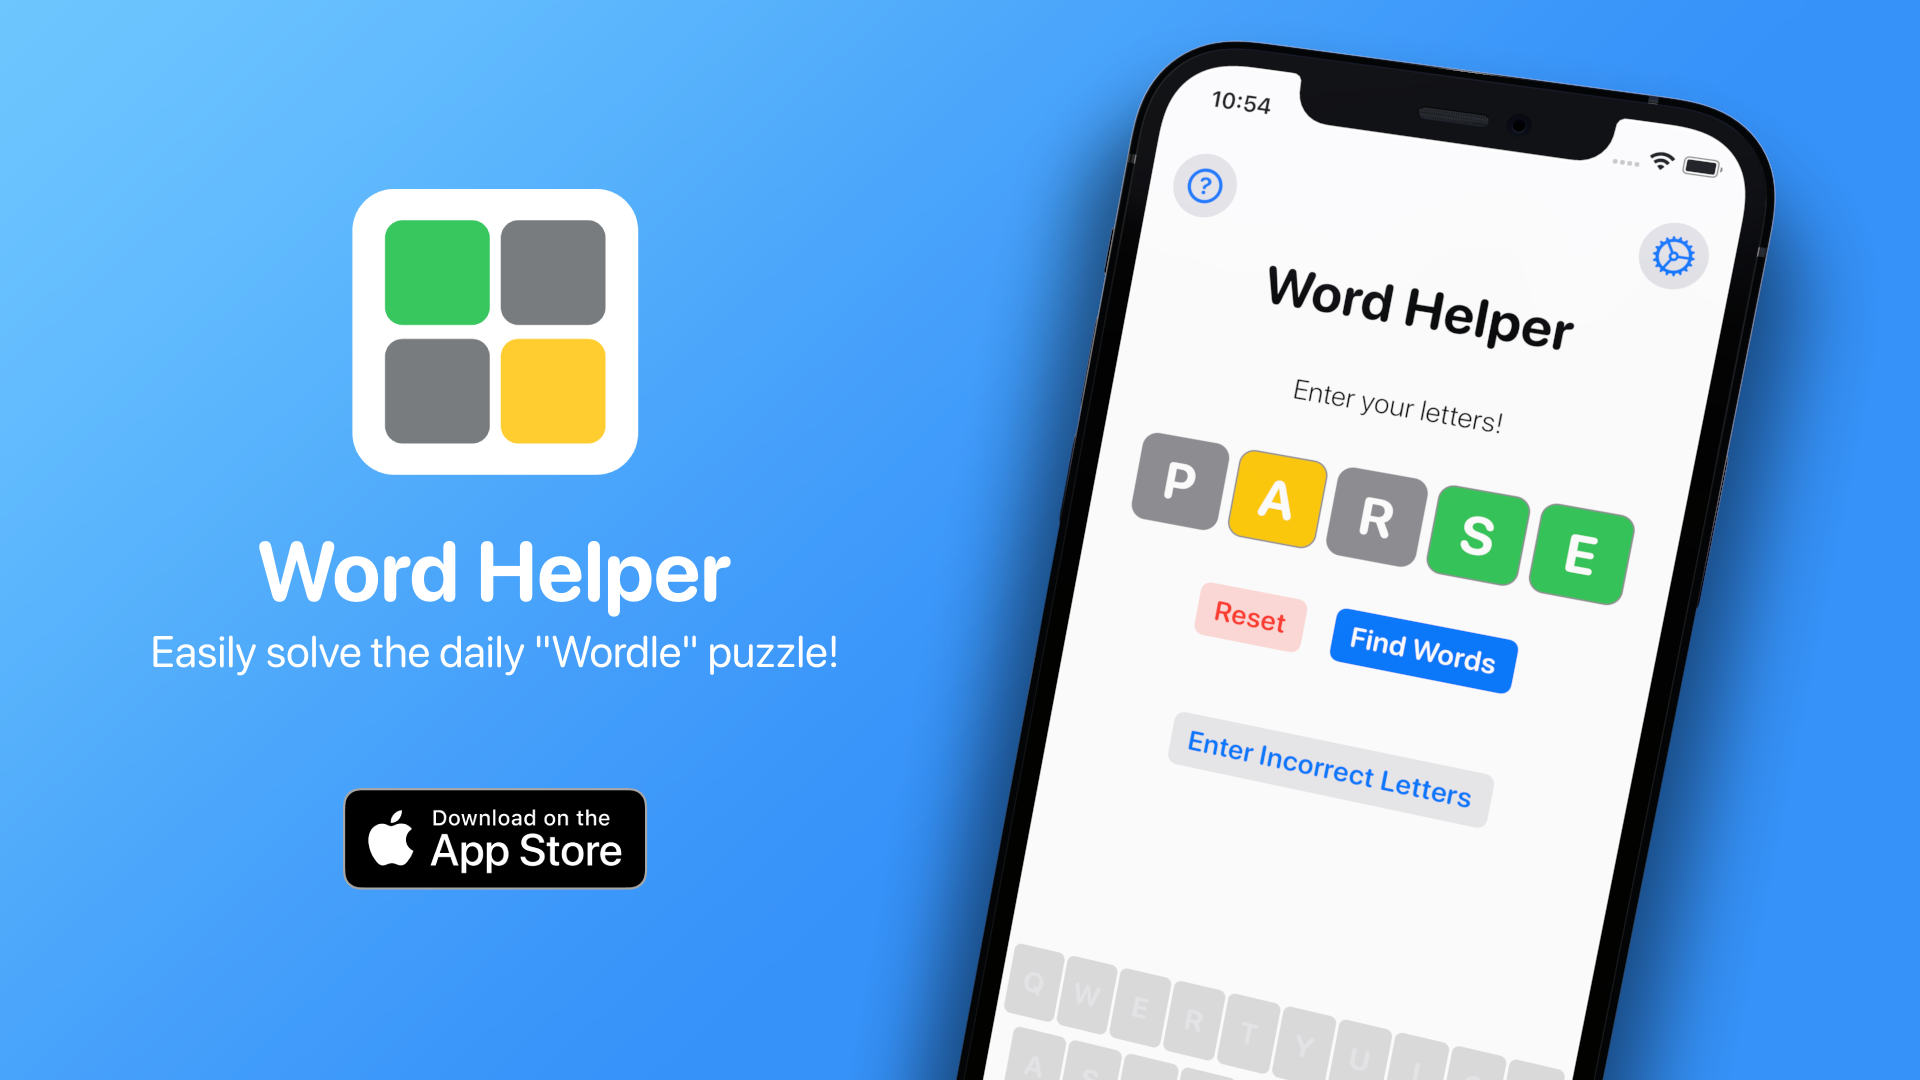 Word Helper
Easily solve the daily "Wordle" puzzle!
Download on the
App Store
10:54
?
Word Helper
Enter your letters!
P A R S E
Reset Find Words
Enter Incorrect Letters
Q W E R T Y U I
A S